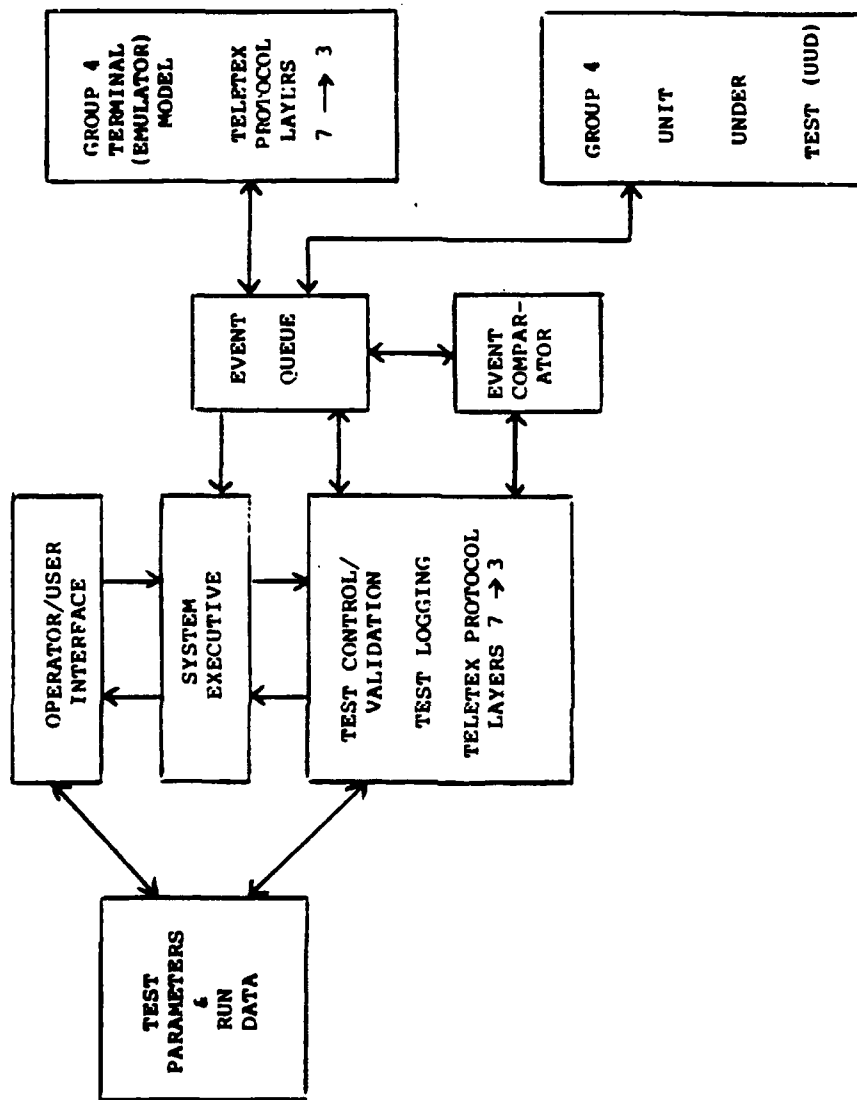 TEST
PARAMETERS
&
RUN
DATA
OPERATOR/USER
INTERFACE
SYSTEM
EXECUTIVE
TEST CONTROL/
VALIDATION
TEST LOGGING
TELETEX PROTOCOL
LAYERS 7 → 3
EVENT
QUEUE
EVENT
COMPAR-
ATOR
GROUP 4
TERMINAL
(EMULATOR)
MODEL
TELETEX
PROTOCOL
LAYERS
7 → 3
GROUP 4
UNIT
UNDER
TEST (UUD)